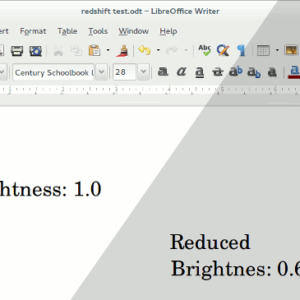 redshift test.odt – LibreOffice Writer
ert Format Table Tools Window Help
Century Schoolbook L 28
htness: 1.0
Reduced
Brightnes: 0.6